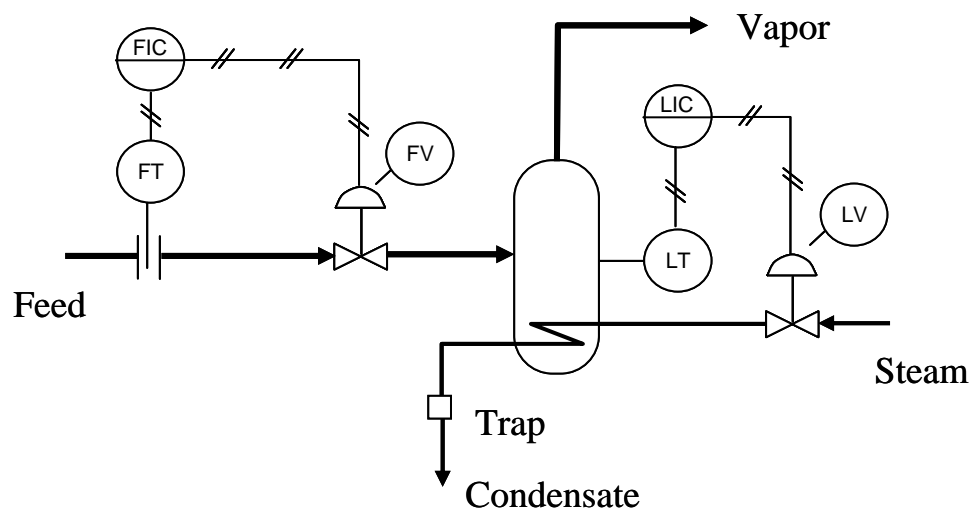 Vapor
FIC
LIC
FT
FV
LV
LT
Feed
Steam
Trap
Condensate